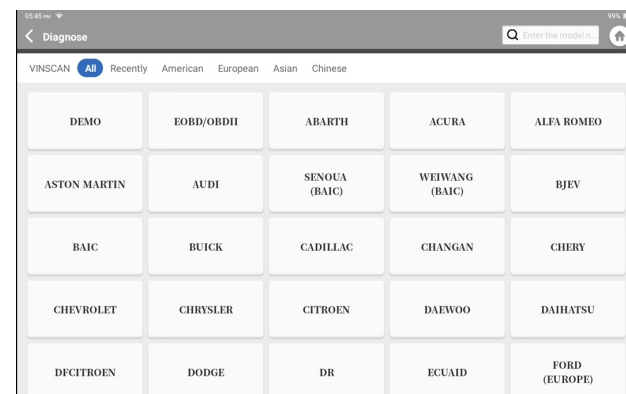 05:45 PM 99%
Diagnose Enter the model n...
VINSCAN All Recently American European Asian Chinese
DEMO EOBD/OBDII ABARTH ACURA ALFA ROMEO
ASTON MARTIN AUDI SENOUA WEIWANG BJEV
(BAIC) (BAIC)
BAIC BUICK CADILLAC CHANGAN CHERY
CHEVROLET CHRYSLER CITROEN DAEWOO DAIHATSU
DFCITROEN DODGE DR ECUAID FORD
(EUROPE)